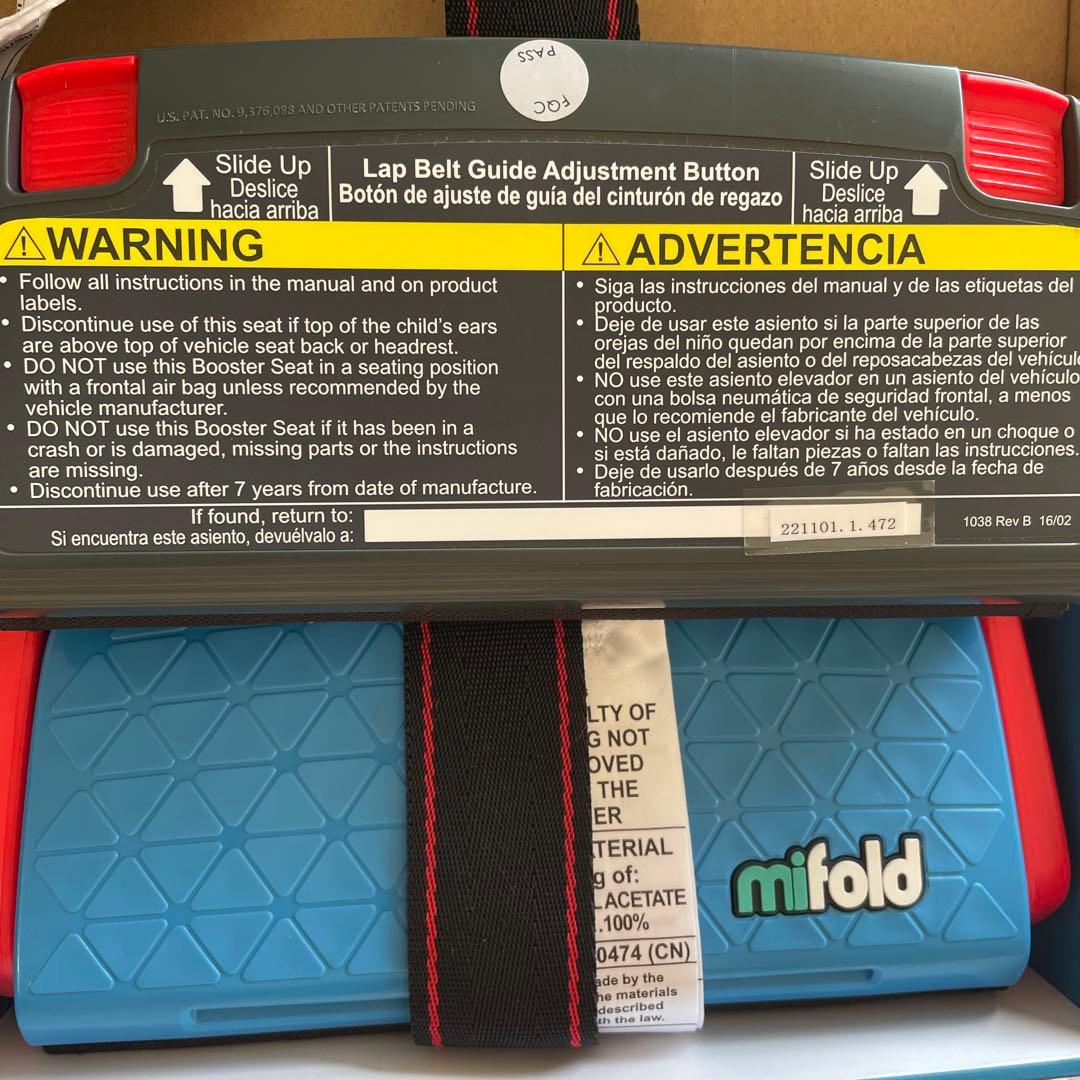 PASS
FQC
U.S. PAT. NO. 9,376,088 AND OTHER PATENTS PENDING
Slide Up
Deslice
hacia arriba
Lap Belt Guide Adjustment Button
Botón de ajuste de guía del cinturón de regazo
Slide Up
Deslice
hacia arriba
WARNING
• Follow all instructions in the manual and on product
labels.
• Discontinue use of this seat if top of the child's ears
are above top of vehicle seat back or headrest.
• DO NOT use this Booster Seat in a seating position
with a frontal air bag unless recommended by the
vehicle manufacturer.
• DO NOT use this Booster Seat if it has been in a
crash or is damaged, missing parts or the instructions
are missing.
• Discontinue use after 7 years from date of manufacture.
ADVERTENCIA
• Siga las instrucciones del manual y de las etiquetas del
producto.
• Deje de usar este asiento si la parte superior de las
orejas del niño quedan por encima de la parte superior
del respaldo del asiento o del reposacabezas del vehículo
• NO use este asiento elevador en un asiento del vehículo
con una bolsa neumática de seguridad frontal, a menos
que lo recomiende el fabricante del vehículo.
• NO use el asiento elevador si ha estado en un choque o
si está dañado, le faltan piezas o faltan las instrucciones.
• Deje de usarlo después de 7 años desde la fecha de
fabricación.
If found, return to:
Si encuentra este asiento, devuélvalo a:
221101.1.472
1038 Rev B 16/02
LTY OF
G NOT
OVED
THE
ER
TERIAL
g of:
ACETATE
.100%
0474 (CN)
ade by the
he materials
described
th the law.
mifold